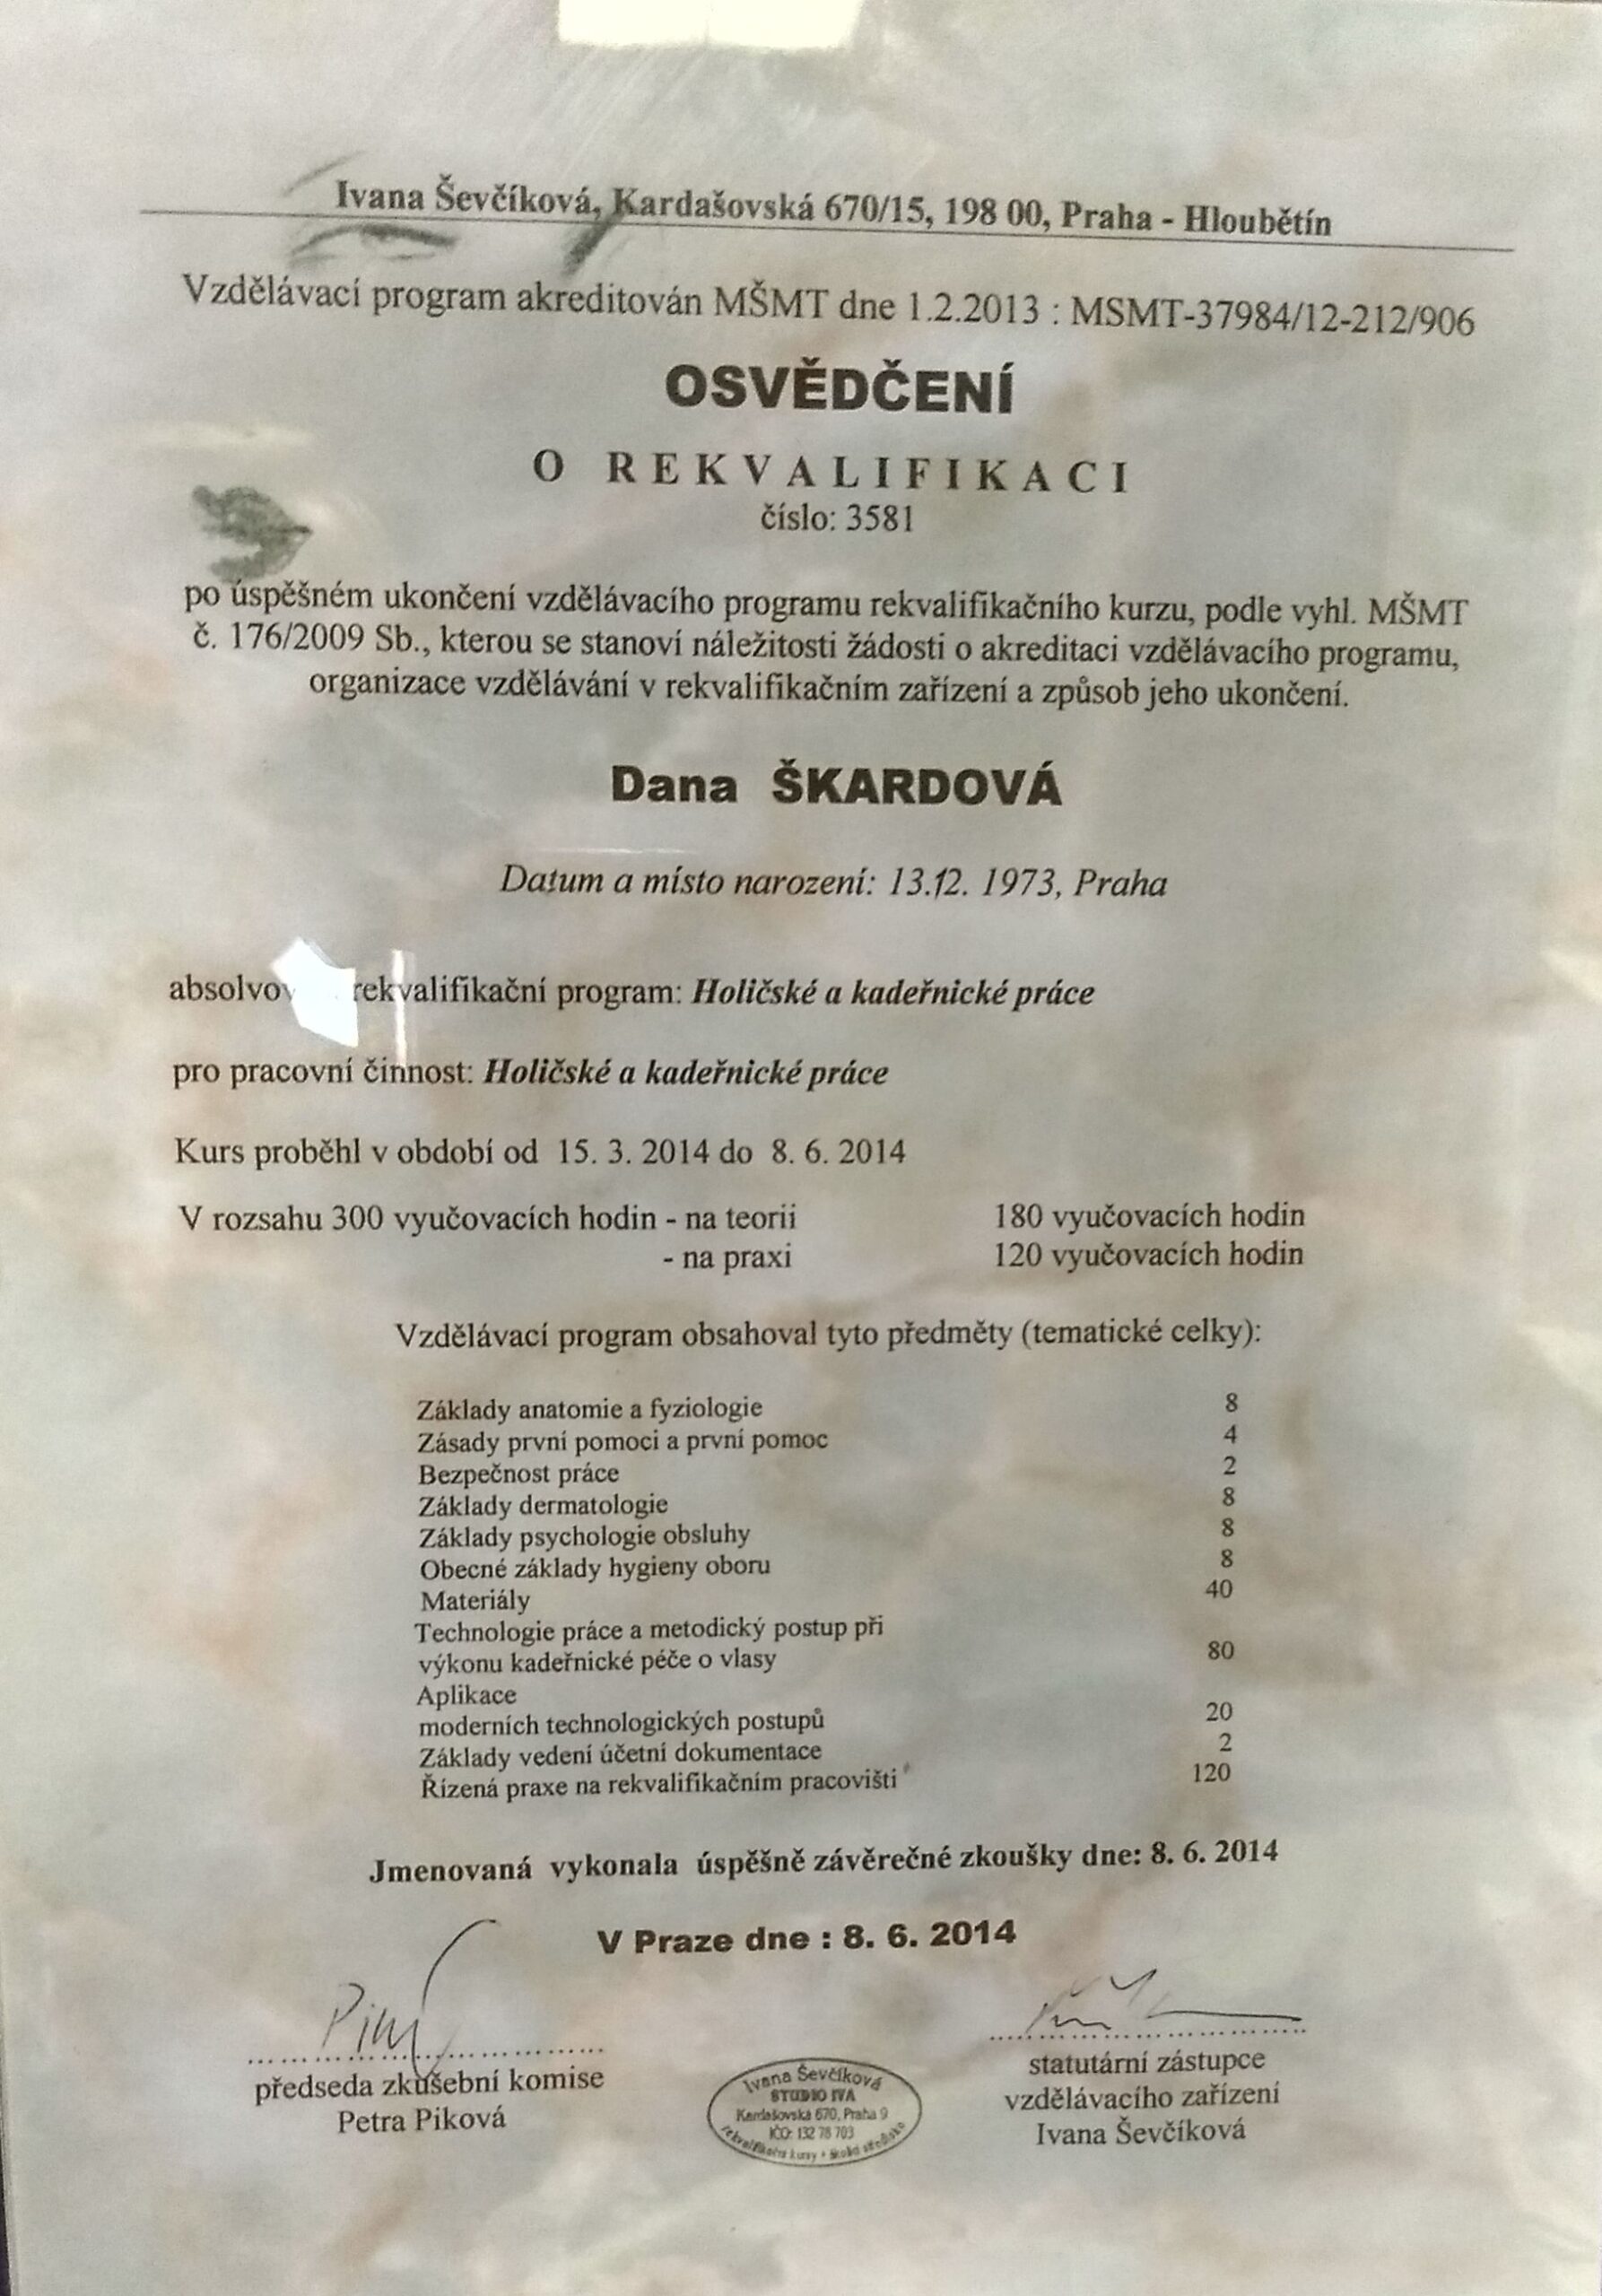 Ivana Ševčíková, Kardašovská 670/15, 198 00, Praha - Hloubětín
Vzdělávací program akreditován MŠMT dne 1.2.2013 : MSMT-37984/12-212/906
OSVĚDČENÍ
O REKVALIFIKACI
číslo: 3581
po úspěšném ukončení vzdělávacího programu rekvalifikačního kurzu, podle vyhl. MŠMT
č. 176/2009 Sb., kterou se stanoví náležitosti žádosti o akreditaci vzdělávacího programu,
organizace vzdělávání v rekvalifikačním zařízení a způsob jeho ukončení.
Dana ŠKARDOVÁ
Datum a místo narození: 13.12. 1973, Praha
rekvalifikační program: Holičské a kadeřnické práce
pro pracovní činnost: Holičské a kadeřnické práce
Kurs proběhl v období od 15. 3. 2014 do 8. 6. 2014
V rozsahu 300 vyučovacích hodin - na teorii 180 vyučovacích hodin
- na praxi 120 vyučovacích hodin
Vzdělávací program obsahoval tyto předměty (tematické celky):
Základy anatomie a fyziologie 8
Zásady první pomoci a první pomoc 4
Bezpečnost práce 2
Základy dermatologie 8
Základy psychologie obsluhy 8
Obecné základy hygieny oboru 8
Materiály 40
Technologie práce a metodický postup při
výkonu kadeřnické péče o vlasy 80
Aplikace
moderních technologických postupů 20
Základy vedení účetní dokumentace 2
Řízená praxe na rekvalifikačním pracovišti 120
Jmenovaná vykonala úspěšně závěrečné zkoušky dne: 8. 6. 2014
V Praze dne : 8. 6. 2014
předseda zkušební komise
Petra Piková
Ivana Ševčíková
STUDIO IVA
Kardašovská 670, Praha 9
IČO: 132 78 703
rekvalifikační kursy
statutární zástupce
vzdělávacího zařízení
Ivana Ševčíková